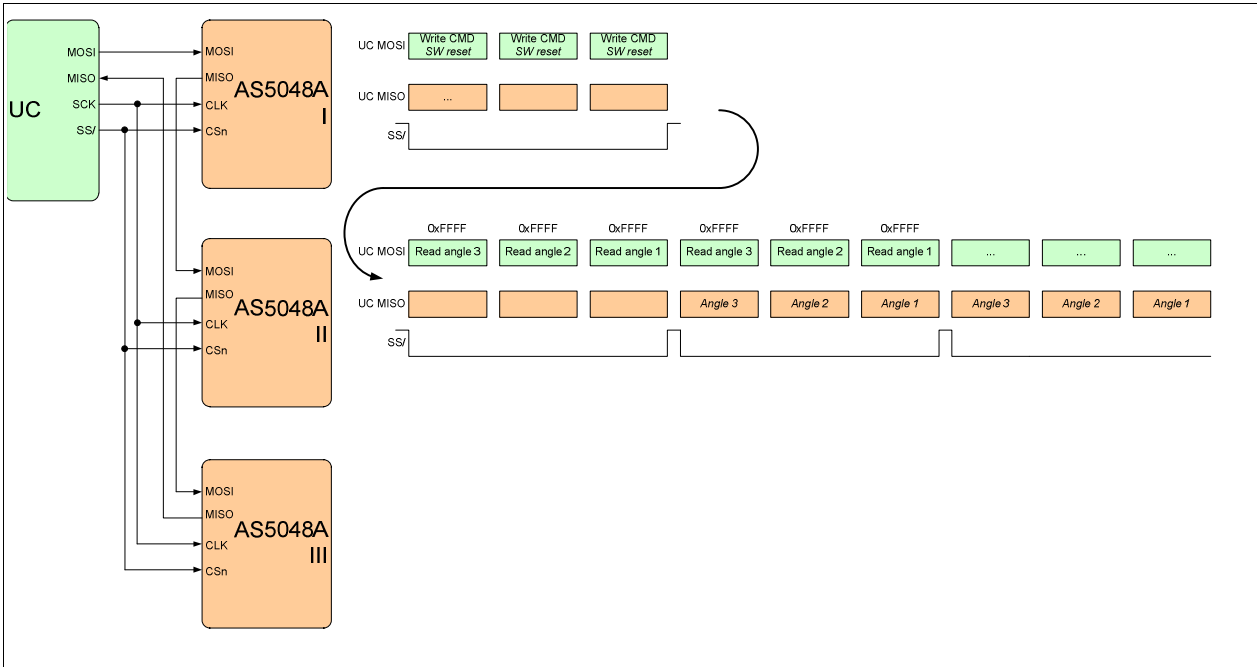 UC
MOSI
MISO
SCK
SS/
MOSI
MISO
CLK
CSn
AS5048A
I
MOSI
MISO
CLK
CSn
AS5048A
II
MOSI
MISO
CLK
CSn
AS5048A
III
UC MOSI
Write CMD
SW reset
Write CMD
SW reset
Write CMD
SW reset
UC MISO
...
SS/
0xFFFF 0xFFFF 0xFFFF 0xFFFF 0xFFFF 0xFFFF
UC MOSI Read angle 3 Read angle 2 Read angle 1 Read angle 3 Read angle 2 Read angle 1 ... ... ...
UC MISO Angle 3 Angle 2 Angle 1 Angle 3 Angle 2 Angle 1
SS/